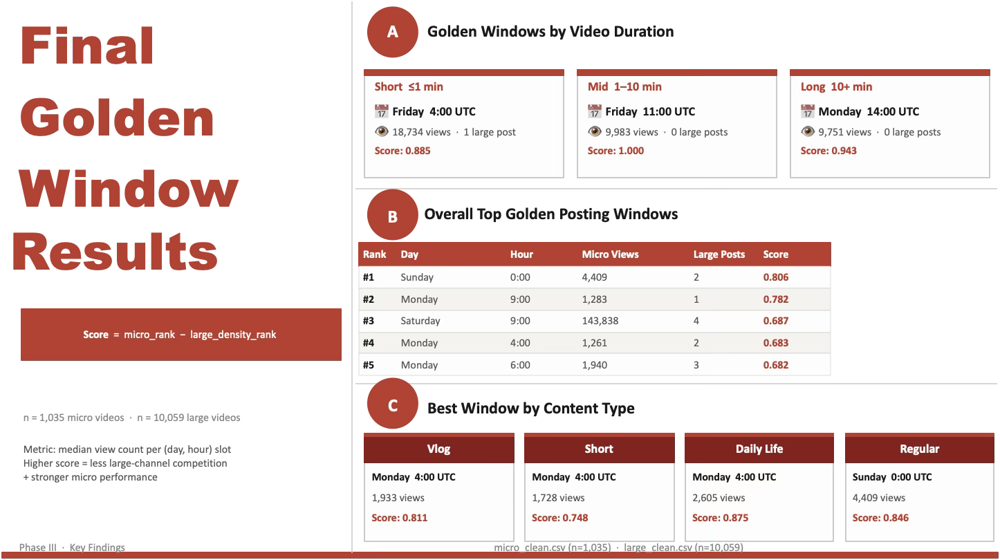 Final
Golden
Window
Results
Score = micro_rank − large_density_rank
n = 1,035 micro videos · n = 10,059 large videos
Metric: median view count per (day, hour) slot
Higher score = less large-channel competition
+ stronger micro performance
Phase III · Key Findings
A
Golden Windows by Video Duration
Short ≤1 min
17 Friday 4:00 UTC
18,734 views · 1 large post
Score: 0.885
Mid 1–10 min
17 Friday 11:00 UTC
9,983 views · 0 large posts
Score: 1.000
Long 10+ min
17 Monday 14:00 UTC
9,751 views · 0 large posts
Score: 0.943
B
Overall Top Golden Posting Windows
Rank Day Hour Micro Views Large Posts Score
#1 Sunday 0:00 4,409 2 0.806
#2 Monday 9:00 1,283 1 0.782
#3 Saturday 9:00 143,838 4 0.687
#4 Monday 4:00 1,261 2 0.683
#5 Monday 6:00 1,940 3 0.682
C
Best Window by Content Type
Vlog
Monday 4:00 UTC
1,933 views
Score: 0.811
Short
Monday 4:00 UTC
1,728 views
Score: 0.748
Daily Life
Monday 4:00 UTC
2,605 views
Score: 0.875
Regular
Sunday 0:00 UTC
4,409 views
Score: 0.846
micro_clean.csv (n=1,035) · large_clean.csv (n=10,059)